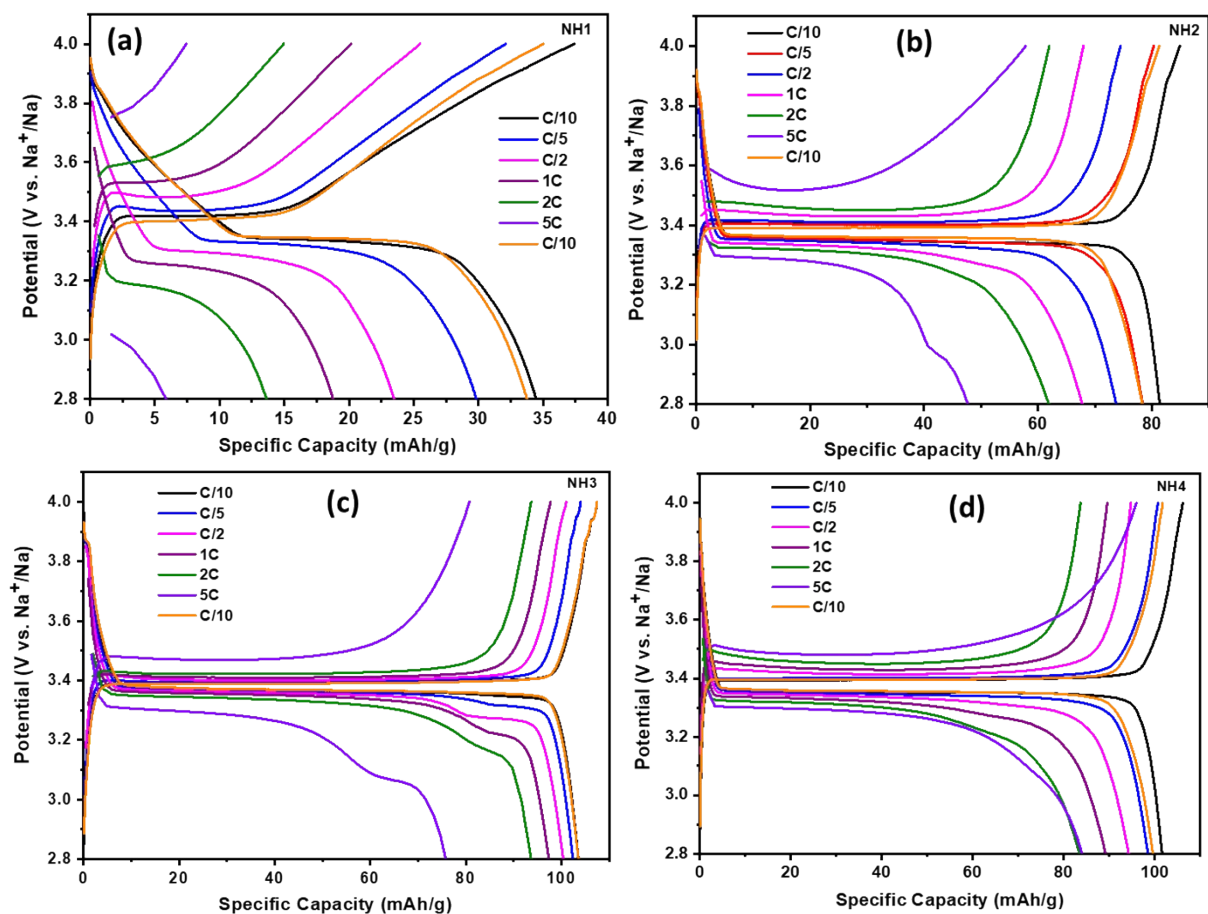 (a)
NH1
4.0
3.8
3.6
3.4
3.2
3.0
2.8
Potential (V vs. Na⁺/Na)
C/10
C/5
C/2
1C
2C
5C
C/10
0 5 10 15 20 25 30 35 40
Specific Capacity (mAh/g)
(b)
NH2
4.0
3.8
3.6
3.4
3.2
3.0
2.8
Potential (V vs. Na⁺/Na)
C/10
C/5
C/2
1C
2C
5C
C/10
0 20 40 60 80
Specific Capacity (mAh/g)
(c)
NH3
4.0
3.8
3.6
3.4
3.2
3.0
2.8
Potential (V vs. Na⁺/Na)
C/10
C/5
C/2
1C
2C
5C
C/10
0 20 40 60 80 100
Specific Capacity (mAh/g)
(d)
NH4
4.0
3.8
3.6
3.4
3.2
3.0
2.8
Potential (V vs. Na⁺/Na)
C/10
C/5
C/2
1C
2C
5C
C/10
0 20 40 60 80 100
Specific Capacity (mAh/g)